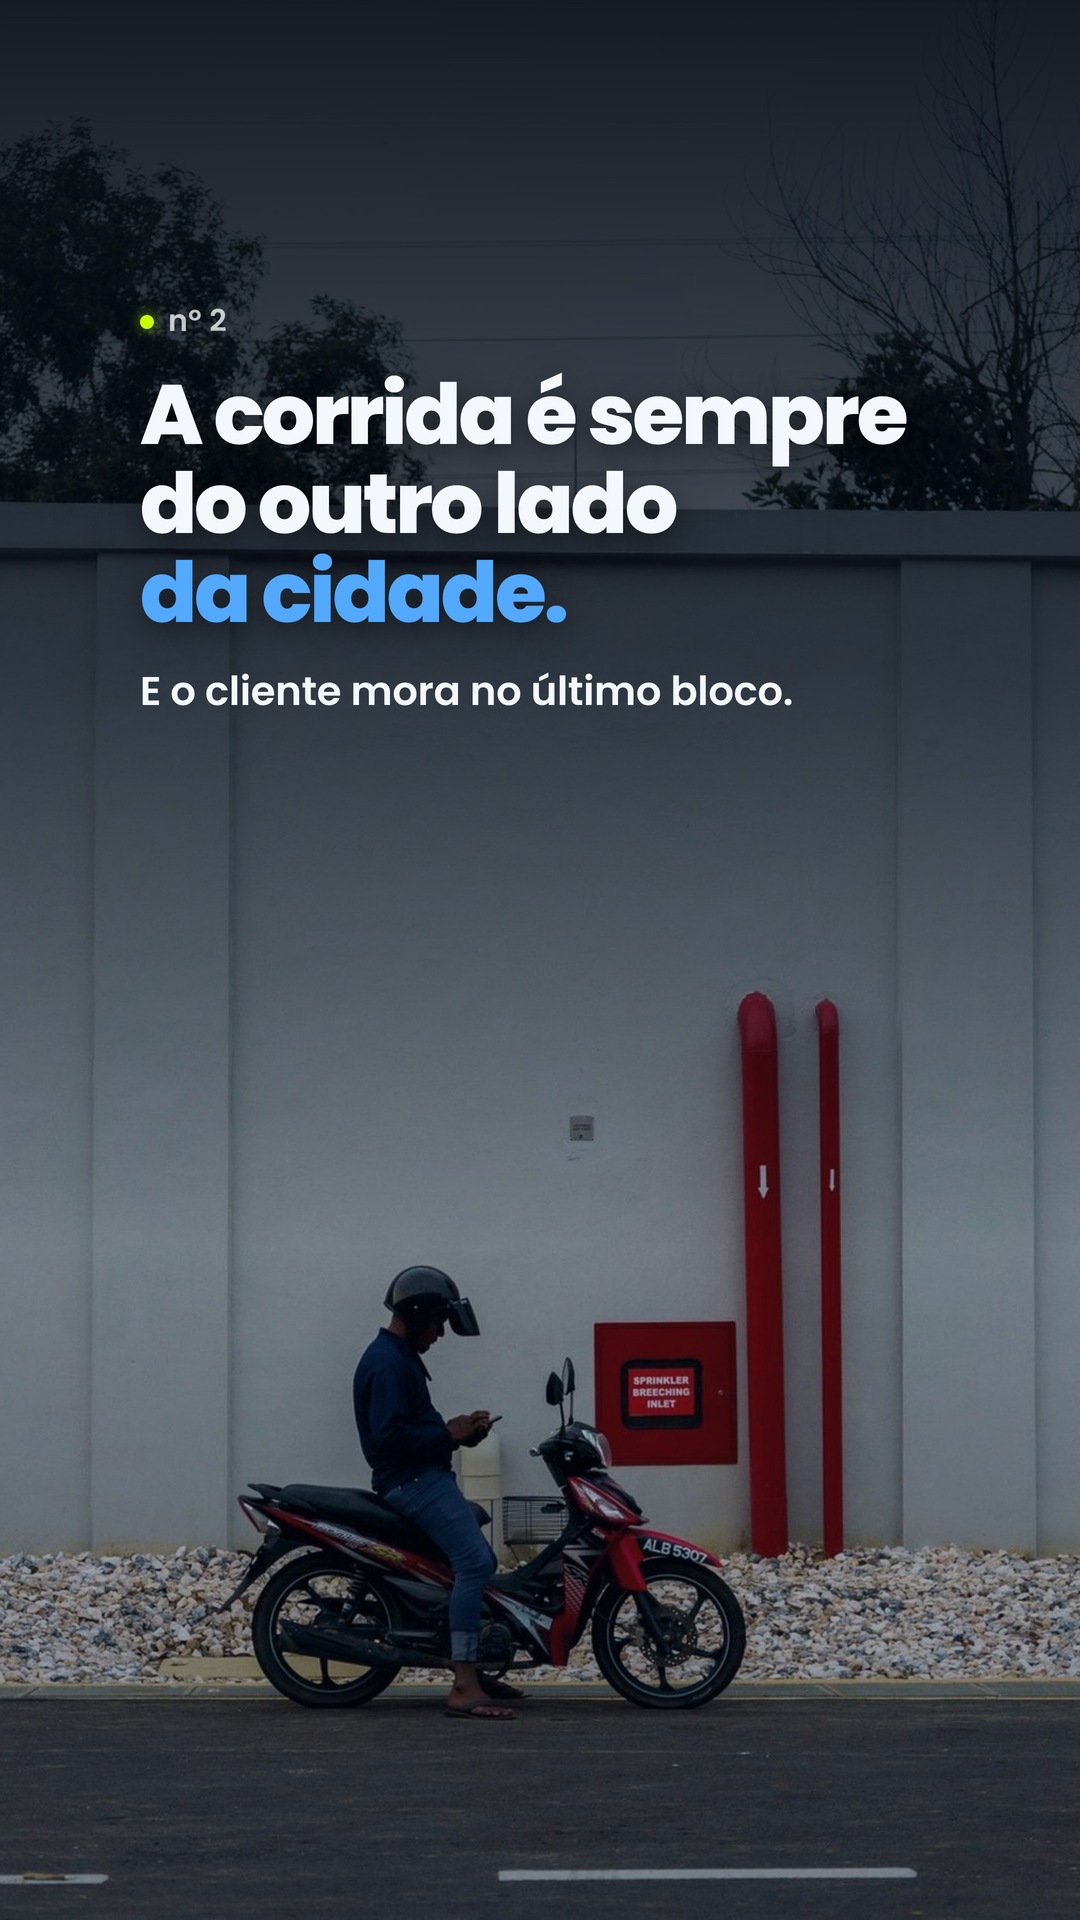 nº 2
A corrida é sempre
do outro lado
da cidade.
E o cliente mora no último bloco.
SPRINKLER
BREECHING
INLET
ALB 5307